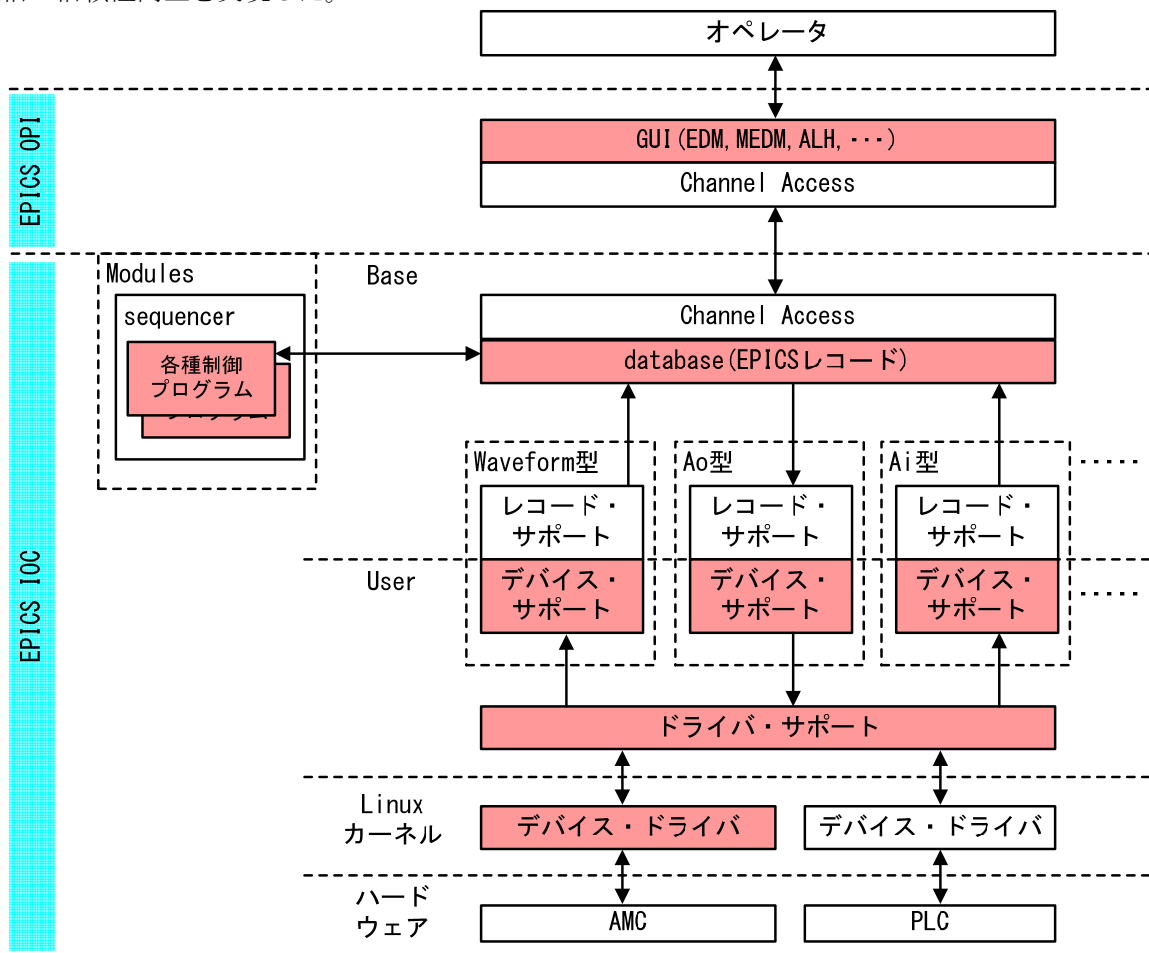 オペレータ
EPICS OPI
GUI(EDM,MEDM,ALH,･･･)
Channel Access
EPICS IOC
Modules
sequencer
各種制御
プログラム
プログラム
Base
Channel Access
database(EPICSレコード)
Waveform型
レコード・
サポート
デバイス・
サポート
Ao型
レコード・
サポート
デバイス・
サポート
Ai型
レコード・
サポート
デバイス・
サポート
･････
･････
User
ドライバ・サポート
Linux
カーネル
デバイス・ドライバ
デバイス・ドライバ
ハード
ウェア
AMC
PLC